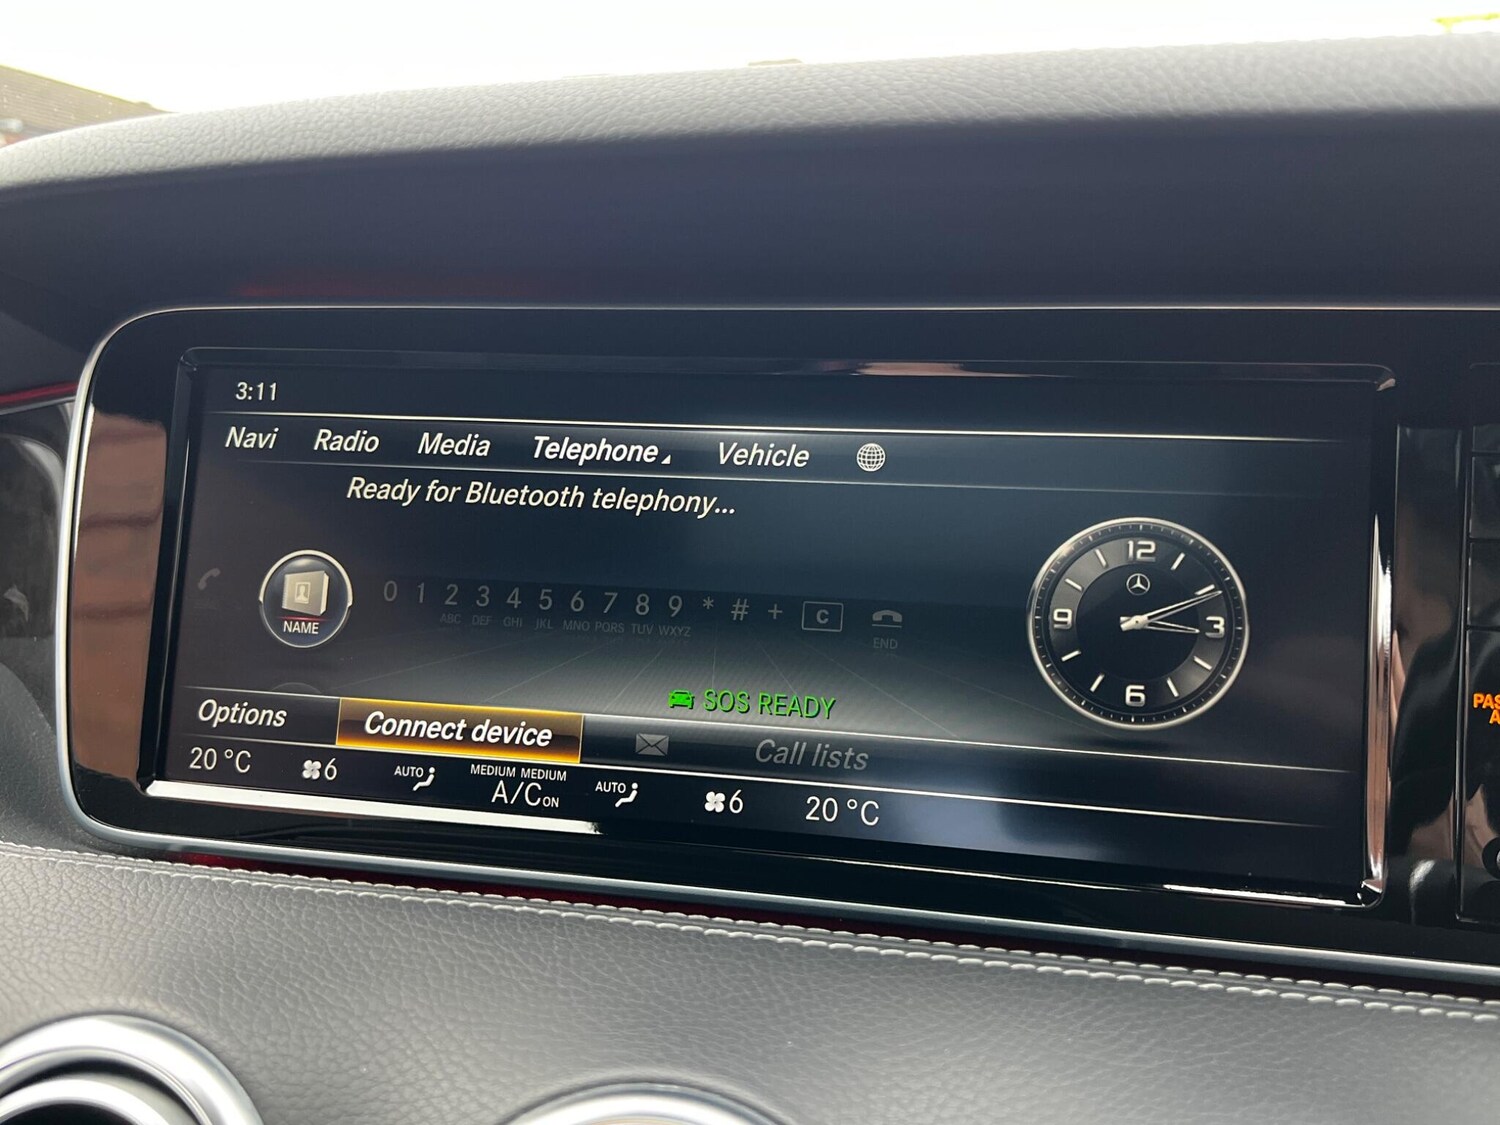 3:11
Navi Radio Media Telephone Vehicle
Ready for Bluetooth telephony...
NAME
0 1 2 3 4 5 6 7 8 9 * # + C
ABC DEF GHI JKL MNO PQRS TUV WXYZ
END
12
9
3
6
SOS READY
Options Connect device Call lists
20 °C 6 AUTO MEDIUM MEDIUM AUTO 6 20 °C
A/C ON
PAS
A